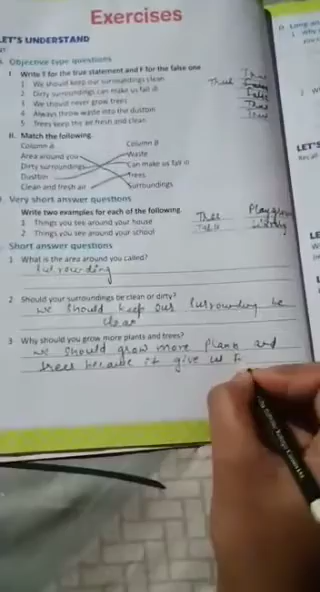 Exercises
LET'S UNDERSTAND
Objective type questions
I Write T for the true statement and F for the false one
1 We should keep our surroundings clean
2 Dirty surroundings can make us fall ill
3 We should never grow trees
4 Always throw waste into the dustbin
5 Trees keep the air fresh and clean
True
False
True
True
II. Match the following
Column A Column B
Area around you Waste
Dirty surroundings Can make us fall ill
Dustbin Trees
Clean and fresh air Surroundings
Very short answer questions
Write two examples for each of the following
1 Things you see around your house
2 Things you see around your school
Tree
Short answer questions
1 What is the area around you called?
Surrounding
2 Should your surroundings be clean or dirty?
we should keep our surrounding be
clean
3 Why should you grow more plants and trees?
we should grow more plants and
trees because it give us f
LET'S